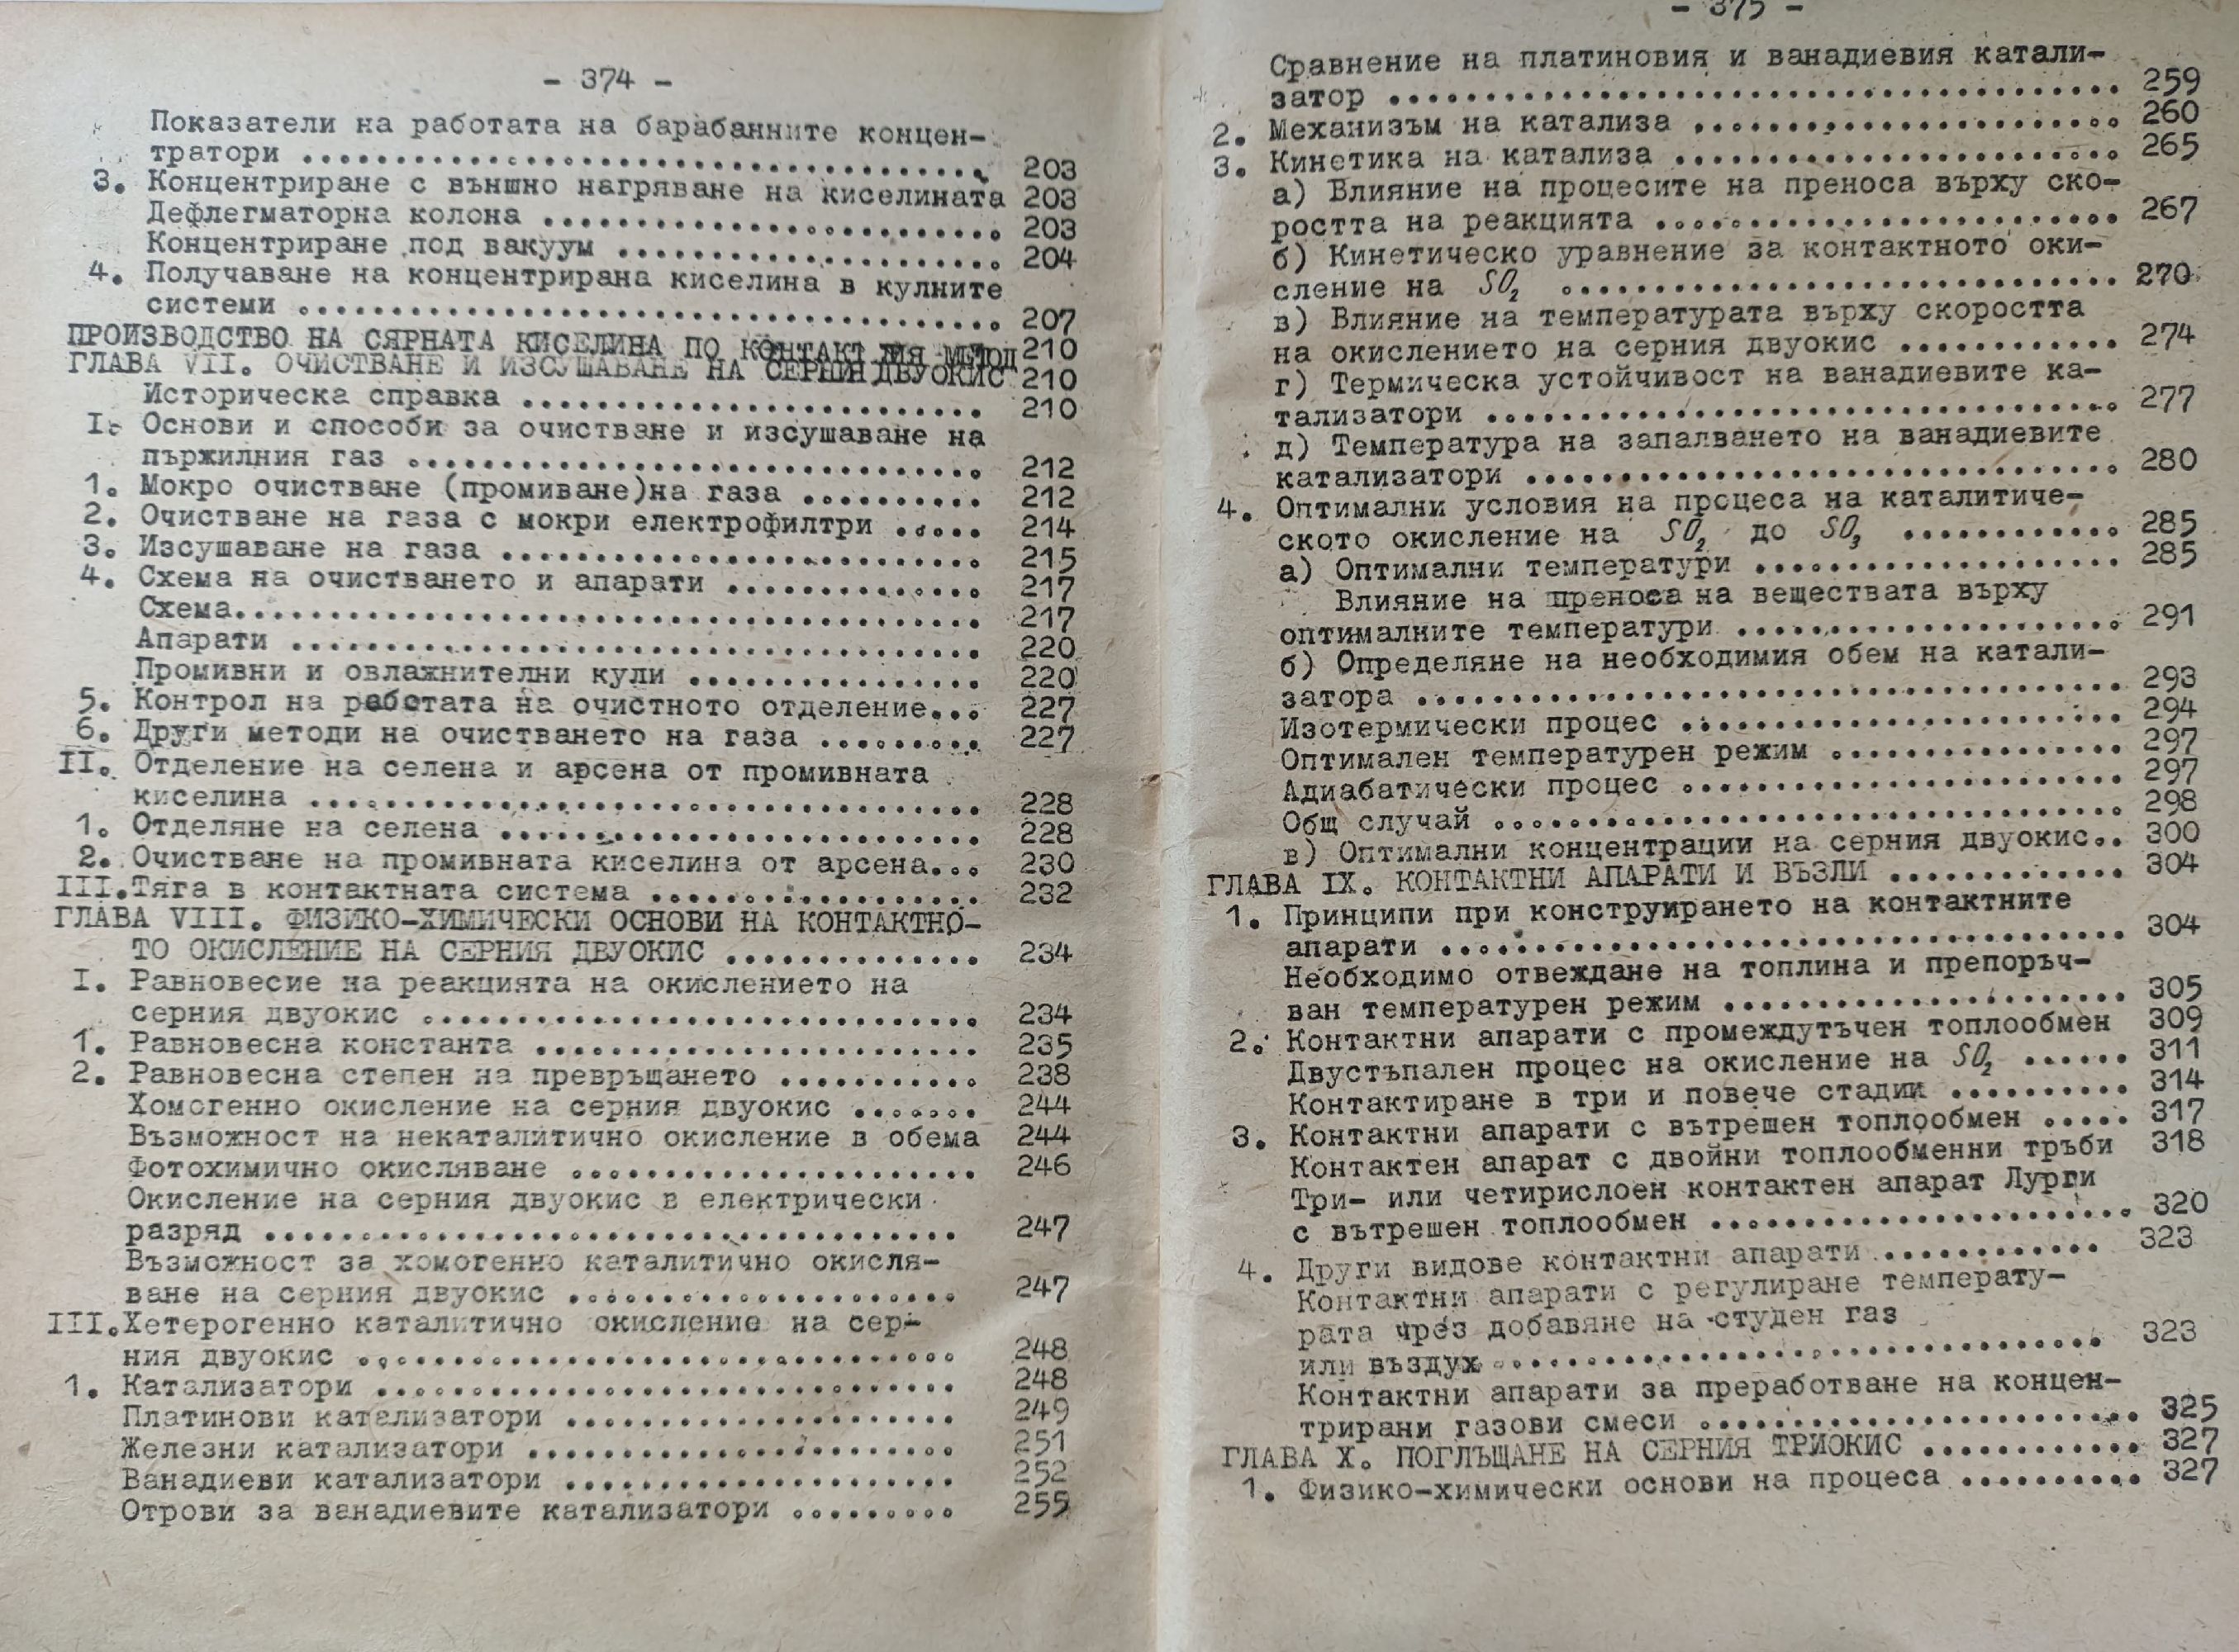 - 374 -
Показатели на работата на барабанните концен-
тратори ........................................ 203
3. Концентриране с външно нагряване на киселината 203
Дефлегматорна колона ........................... 203
Концентриране под вакуум ....................... 204
4. Получаване на концентрирана киселина в кулните
системи ........................................ 207
ПРОИЗВОДСТВО НА СЯРНАТА КИСЕЛИНА ПО КОНТАКТ НИЯ МЕТОД 210
ГЛАВА VII. ОЧИСТВАНЕ И ИЗСУШАВАНЕ НА СЕРНИЯ ДВУОКИС 210
Историческа справка ............................ 210
I. Основи и способи за очистване и изсушаване на
пържилния газ .................................. 212
1. Мокро очистване (промиване)на газа .......... 212
2. Очистване на газа с мокри електрофилтри ..... 214
3. Изсушаване на газа .......................... 215
4. Схема на очистването и апарати .............. 217
Схема........................................... 217
Апарати ........................................ 220
Промивни и овлажнителни кули ................... 220
5. Контрол на работата на очистното отделение... 227
6. Други методи на очистването на газа ......... 227
II. Отделение на селена и арсена от промивната
киселина ....................................... 228
1. Отделяне на селена .......................... 228
2. Очистване на промивната киселина от арсена... 230
III.Тяга в контактната система ................. 232
ГЛАВА VIII. ФИЗИКО-ХИМИЧЕСКИ ОСНОВИ НА КОНТАКТНО-
ТО ОКИСЛЕНИЕ НА СЕРНИЯ ДВУОКИС .............. 234
I. Равновесие на реакцията на окислението на
серния двуокис ................................. 234
1. Равновесна константа ........................ 235
2. Равновесна степен на превръщането ........... 238
Хомогенно окисление на серния двуокис ....... 244
Възможност на некаталитично окисление в обема 244
Фотохимично окисляване ...................... 246
Окисление на серния двуокис в електрически
разряд ...................................... 247
Възможност за хомогенно каталитично окисля-
ване на серния двуокис ...................... 247
III.Хетерогенно каталитично окисление на сер-
ния двуокис ................................. 248
1. Катализатори ................................ 248
Платинови катализатори ...................... 249
Железни катализатори ........................ 251
Ванадиеви катализатори ...................... 252
Отрови за ванадиевите катализатори .......... 255
- 375 -
Сравнение на платиновия и ванадиевия катали-
затор ....................................... 259
2. Механизъм на катализа ....................... 260
3. Кинетика на катализа ........................ 265
а) Влияние на процесите на преноса върху ско-
ростта на реакцията ......................... 267
б) Кинетическо уравнение за контактното оки-
сление на SO₂ ............................... 270
в) Влияние на температурата върху скоростта
на окислението на серния двуокис ............ 274
г) Термическа устойчивост на ванадиевите ка-
тализатори .................................. 277
д) Температура на запалването на ванадиевите
катализатори ................................ 280
4. Оптимални условия на процеса на каталитиче-
ското окисление на SO₂ до SO₃ ............ 285
а) Оптимални температури .................... 285
Влияние на преноса на веществата върху
оптималните температури ..................... 291
б) Определяне на необходимия обем на катали-
затора ...................................... 293
Изотермически процес ........................ 294
Оптимален температурен режим ................ 297
Адиабатически процес ........................ 297
Общ случай .................................. 298
в) Оптимални концентрации на серния двуокис.. 300
ГЛАВА IX. КОНТАКТНИ АПАРАТИ И ВЪЗЛИ ............. 304
1. Принципи при конструирането на контактните
апарати ..................................... 304
Необходимо отвеждане на топлина и препоръч-
ван температурен режим ...................... 305
2. Контактни апарати с промеждутъчен топлообмен 309
Двустъпален процес на окисление на SO₂ ...... 311
Контактиране в три и повече стадии .......... 314
3. Контактни апарати с вътрешен топлообмен ..... 317
Контактен апарат с двойни топлообменни тръби 318
Три- или четирислоен контактен апарат Лурги
с вътрешен топлообмен ....................... 320
4. Други видове контактни апарати ............ 323
Контактни апарати с регулиране температу-
рата чрез добавяне на студен газ
или въздух ................................. 323
Контактни апарати за преработване на концен-
трирани газови смеси ........................ 325
ГЛАВА X. ПОГЛЪЩАНЕ НА СЕРНИЯ ТРИОКИС ............ 327
1. Физико-химически основи на процеса .......... 327